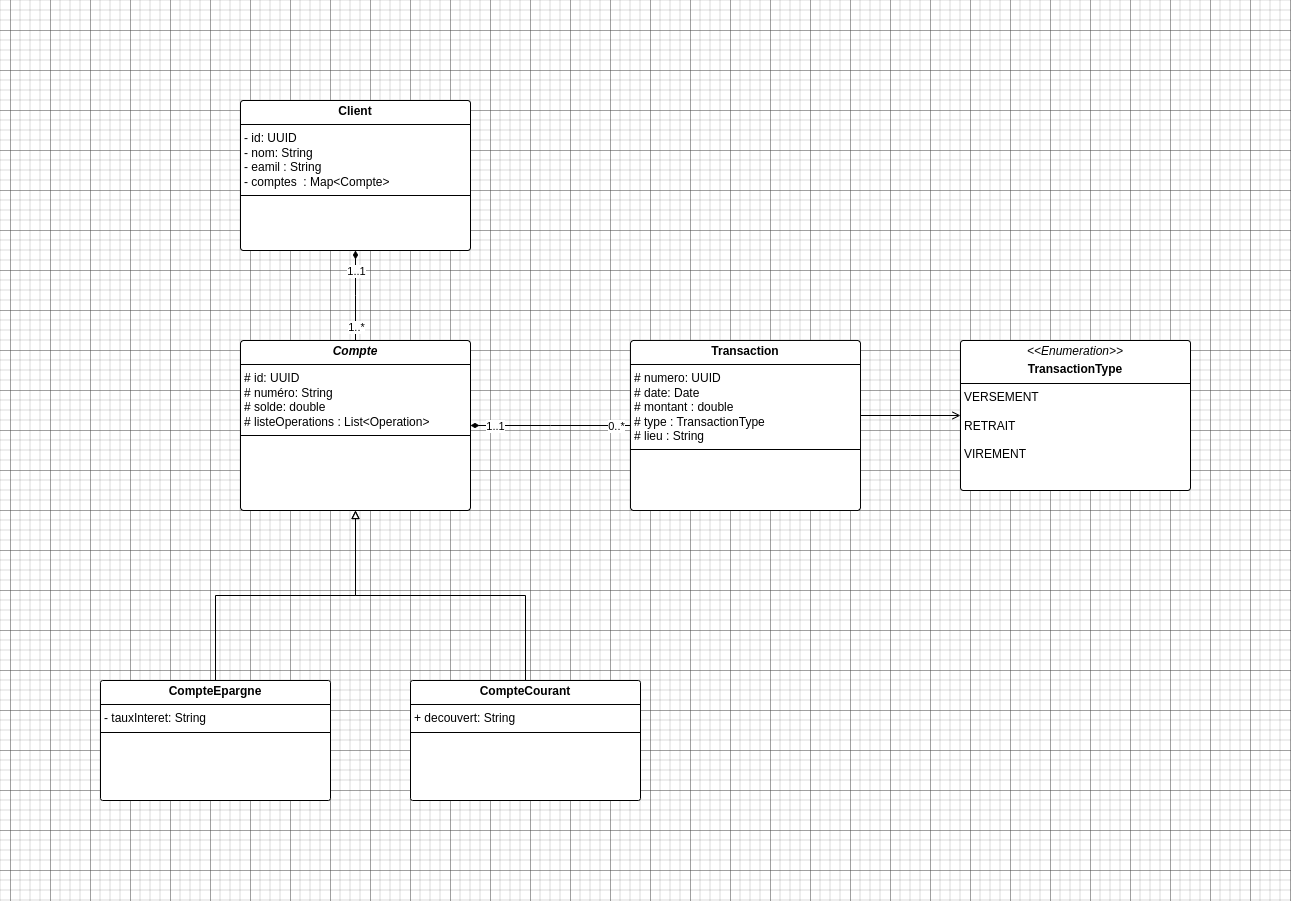 Client
- id: UUID
- nom: String
- eamil : String
- comptes  : Map<Compte>
1..1
1..*
Compte
# id: UUID
# numéro: String
# solde: double
# listeOperations : List<Operation>
1..1
0..*
Transaction
# numero: UUID
# date: Date
# montant : double
# type : TransactionType
# lieu : String
<<Enumeration>>
TransactionType
VERSEMENT
RETRAIT
VIREMENT
CompteEpargne
- tauxInteret: String
CompteCourant
+ decouvert: String